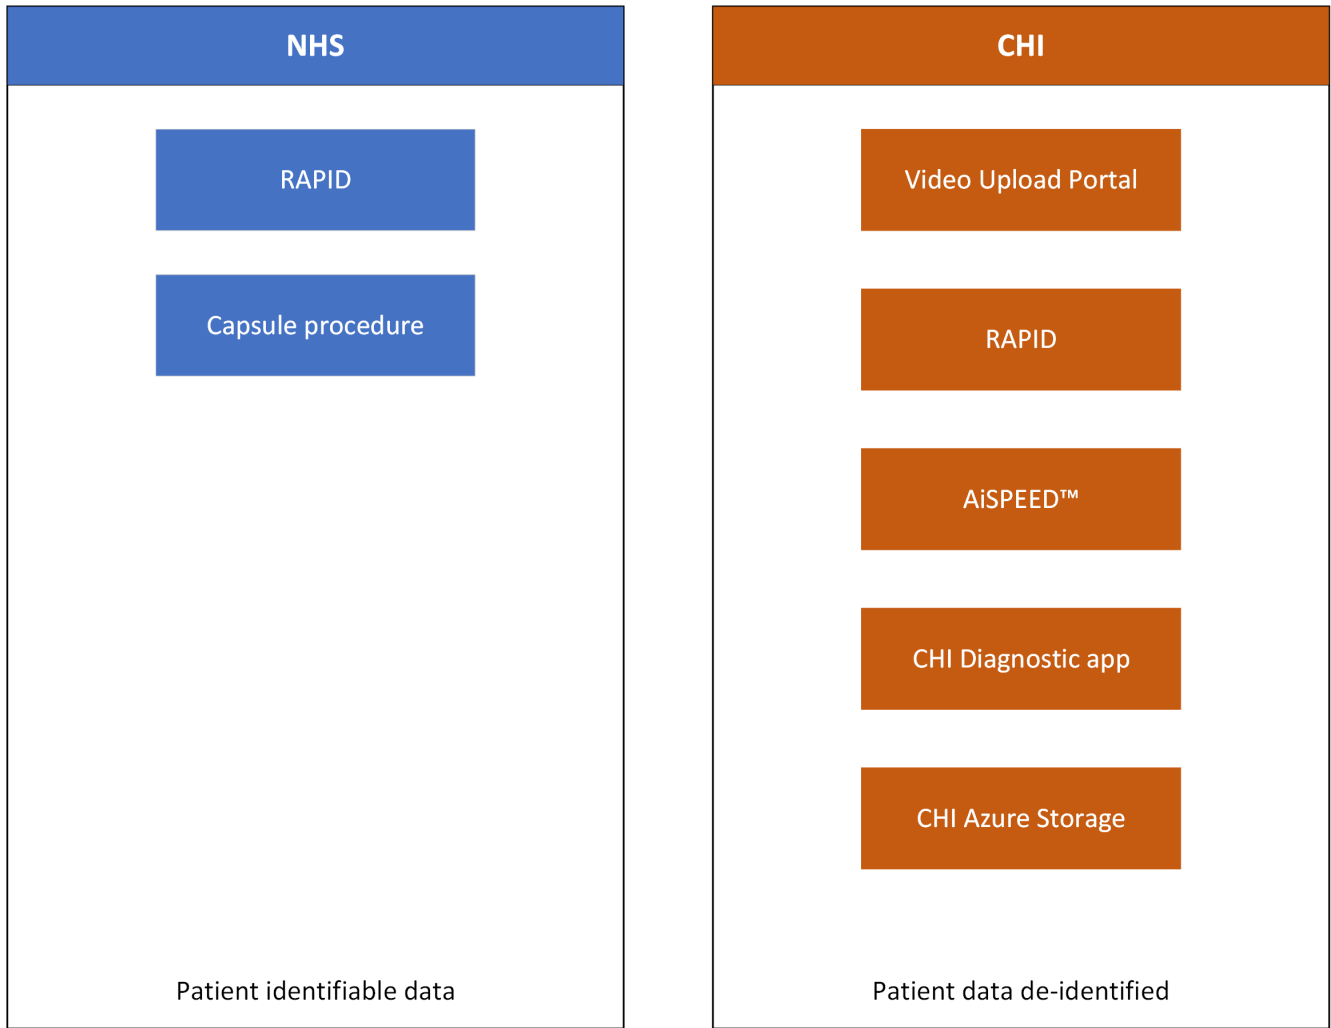 NHS
RAPID
Capsule procedure
Patient identifiable data
CHI
Video Upload Portal
RAPID
AiSPEED™
CHI Diagnostic app
CHI Azure Storage
Patient data de-identified